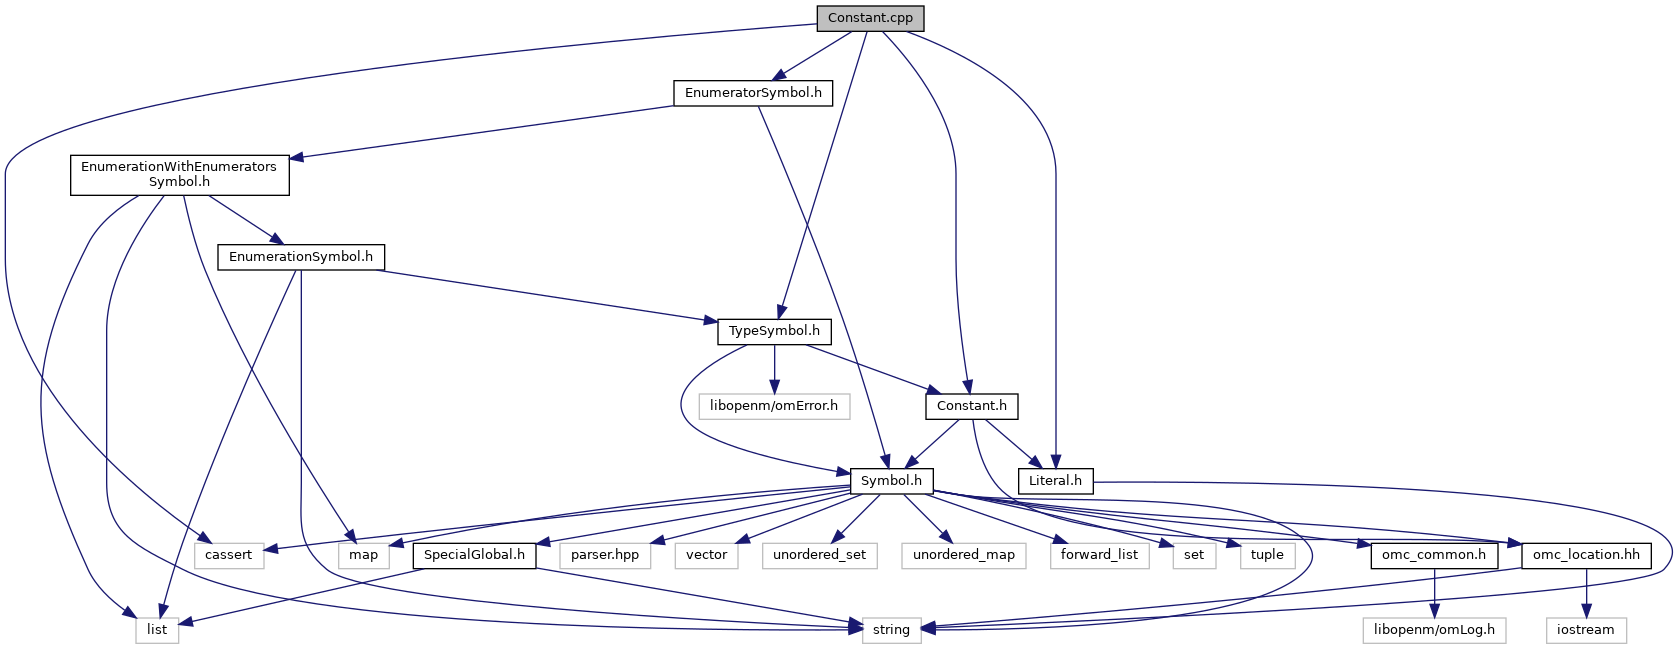 Constant.cpp
EnumeratorSymbol.h
EnumerationWithEnumerators
Symbol.h
EnumerationSymbol.h
TypeSymbol.h
libopenm/omError.h
Constant.h
Symbol.h
Literal.h
cassert
map
SpecialGlobal.h
parser.hpp
vector
unordered_set
unordered_map
forward_list
set
tuple
omc_common.h
omc_location.hh
list
string
libopenm/omLog.h
iostream